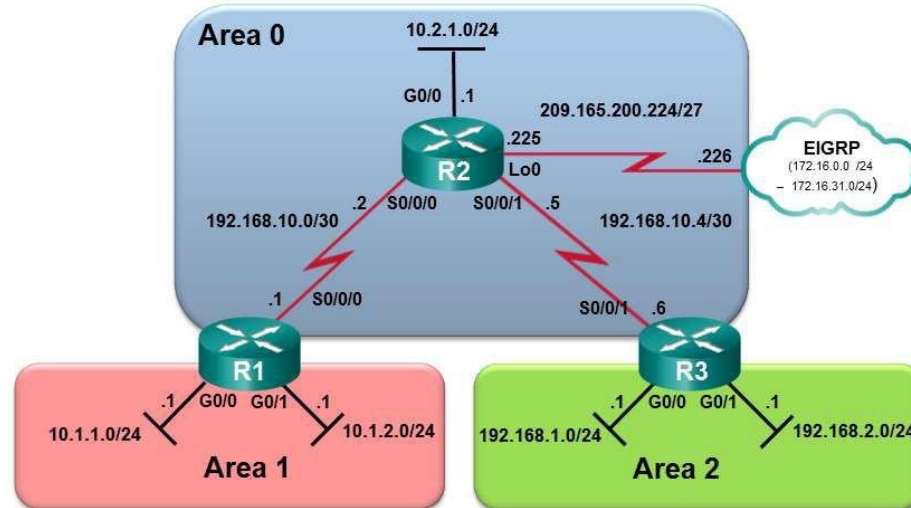 Area 0
10.2.1.0/24
G0/0 .1
209.165.200.224/27
.225
.226
EIGRP
(172.16.0.0 /24
– 172.16.31.0/24)
R2
Lo0
.2 S0/0/0
S0/0/1 .5
192.168.10.0/30
192.168.10.4/30
.1 S0/0/0
S0/0/1 .6
R1
R3
.1 G0/0 G0/1 .1
10.1.1.0/24
10.1.2.0/24
Area 1
.1 G0/0 G0/1 .1
192.168.1.0/24
192.168.2.0/24
Area 2